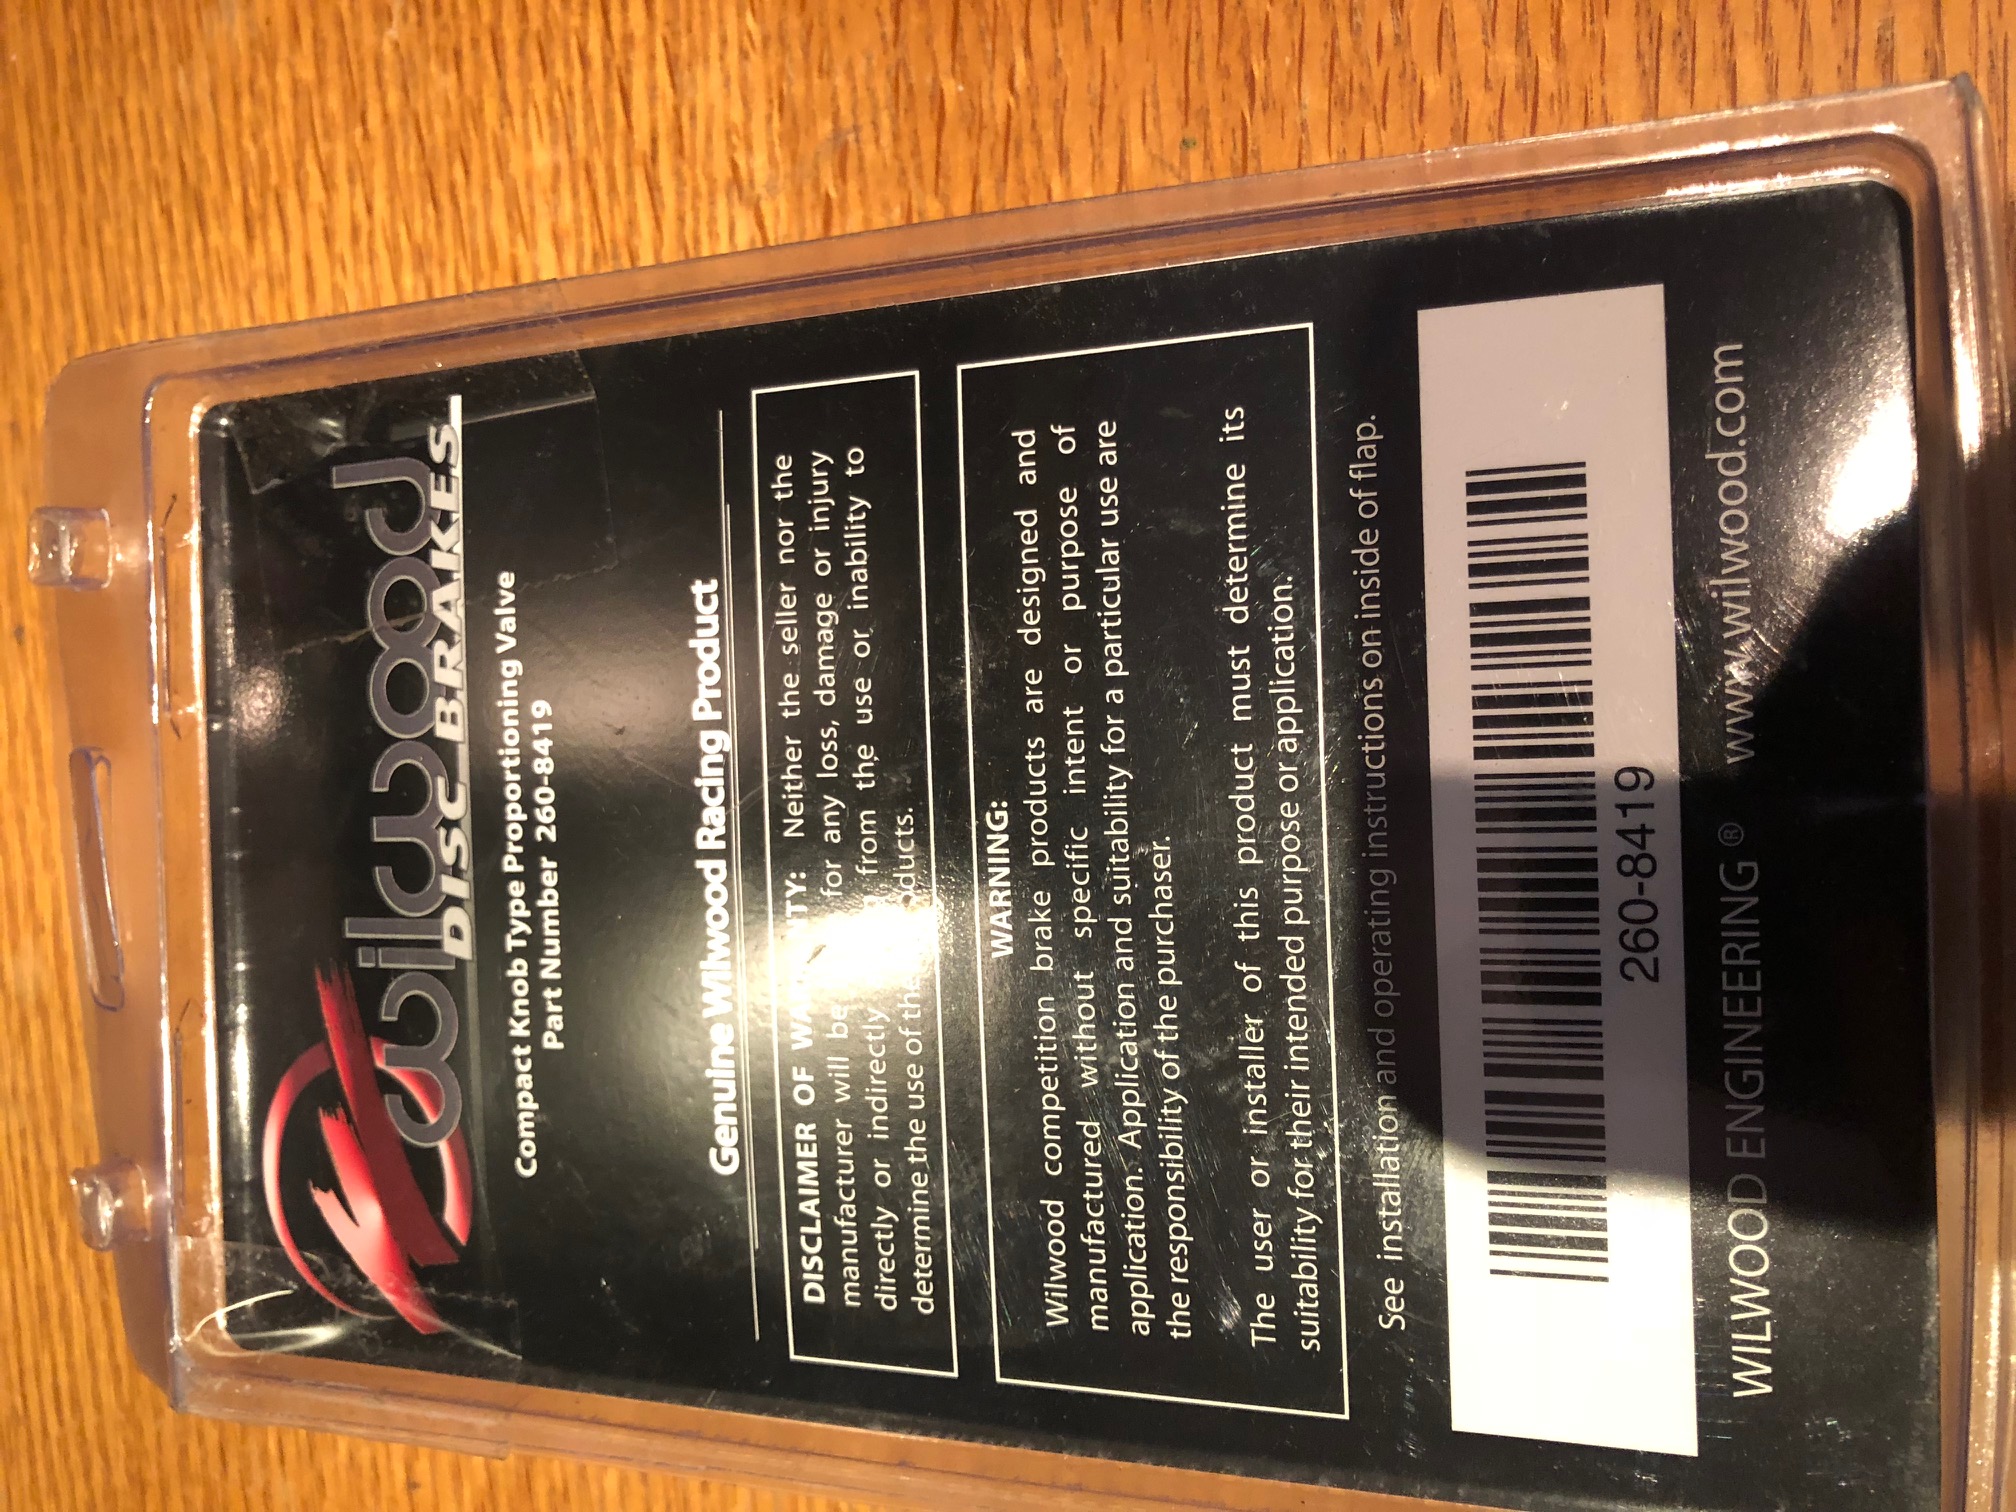 wilwood
DISC BRAKES
Compact Knob Type Proportioning Valve
Part Number 260-8419
Genuine Wilwood Racing Product
DISCLAIMER OF WARRANTY: Neither the seller nor the
manufacturer will be for any loss, damage or injury
directly or indirectly from the use or inability to
determine the use of these products.
WARNING:
Wilwood competition brake products are designed and
manufactured without specific intent or purpose of
application. Application and suitability for a particular use are
the responsibility of the purchaser.
The user or installer of this product must determine its
suitability for their intended purpose or application.
See installation and operating instructions on inside of flap.
260-8419
WILWOOD ENGINEERING® www.wilwood.com